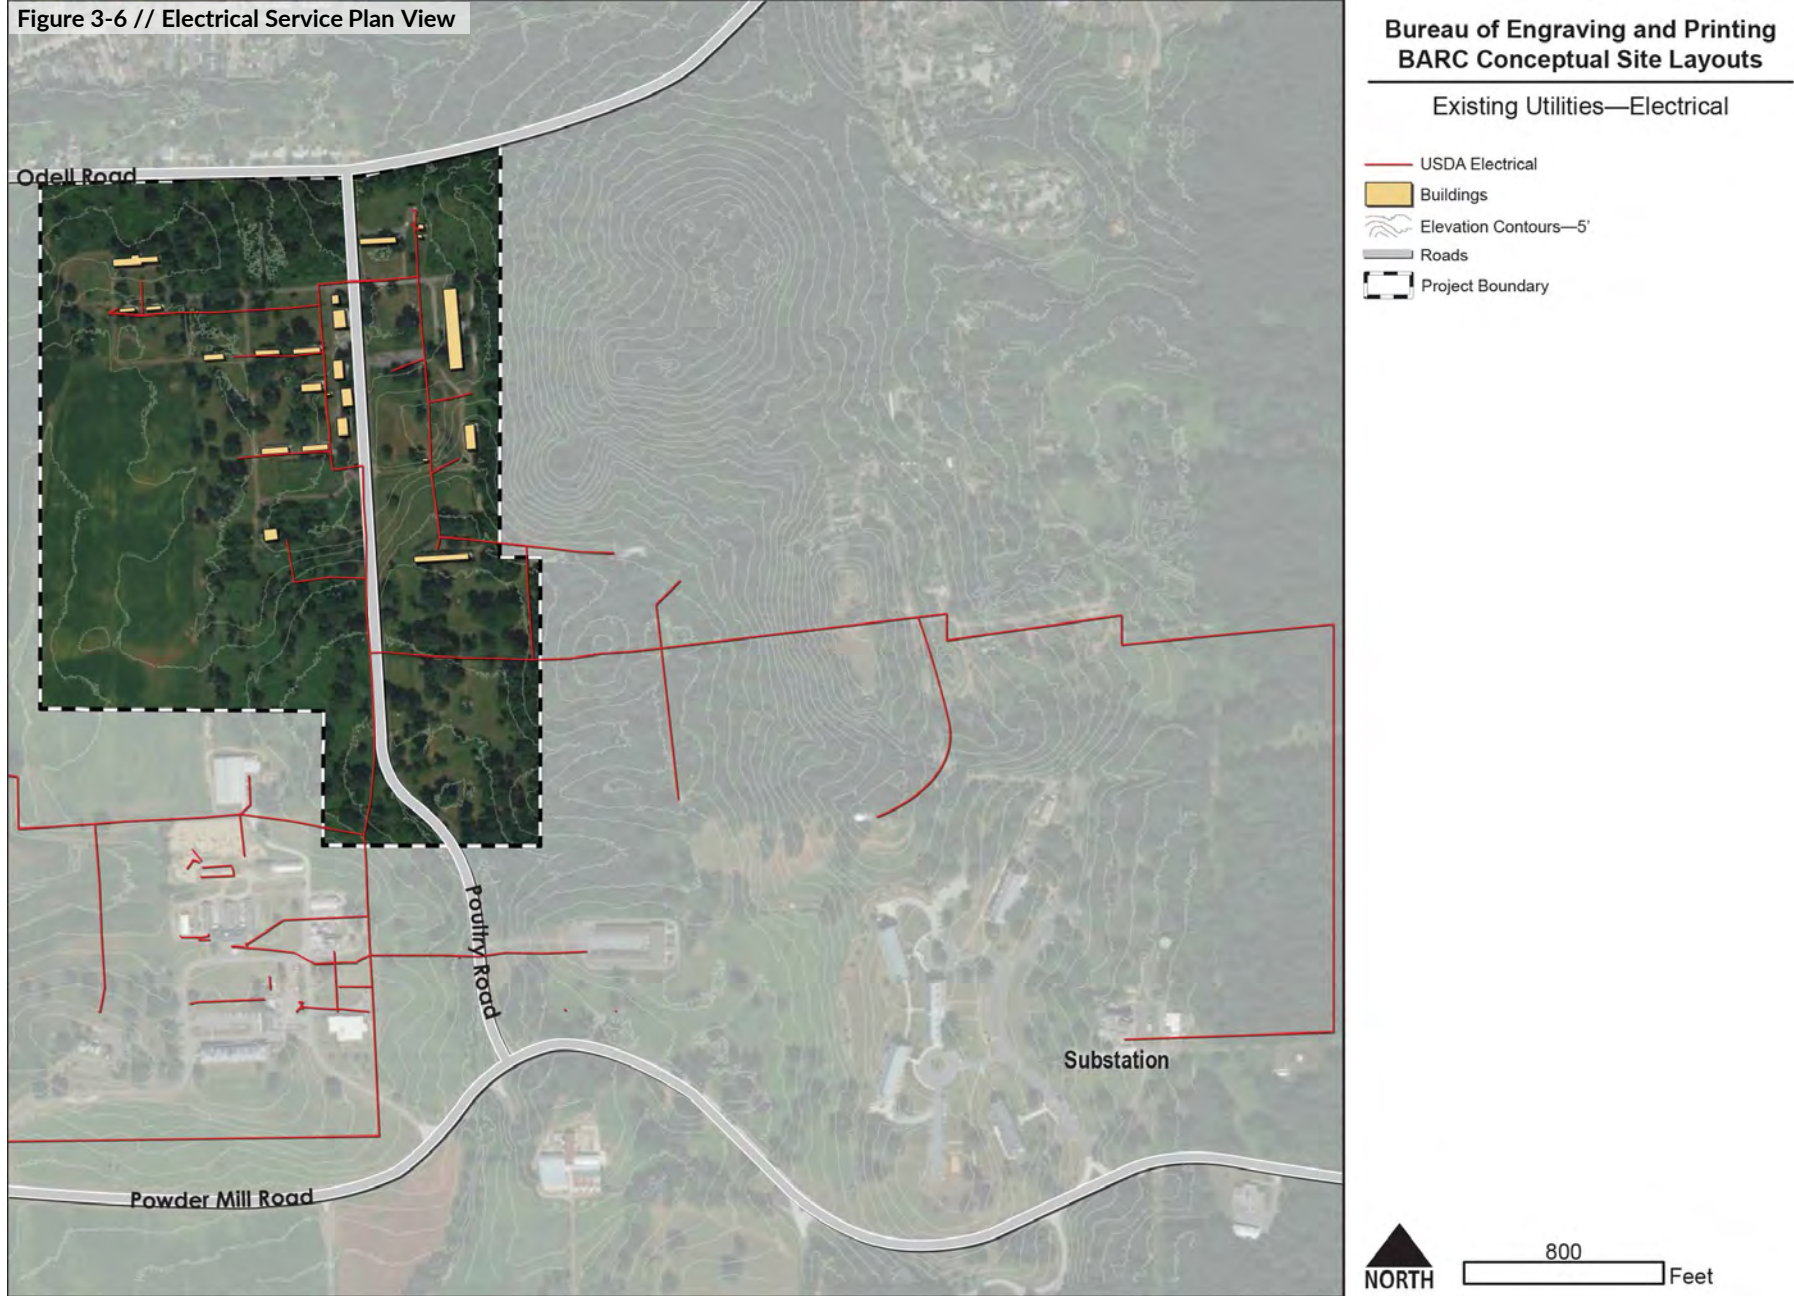 Figure 3-6 // Electrical Service Plan View
Bureau of Engraving and Printing
BARC Conceptual Site Layouts
Existing Utilities—Electrical
USDA Electrical
Buildings
Elevation Contours—5'
Roads
Project Boundary
Odell Road
Poultry Road
Substation
Powder Mill Road
NORTH
800
Feet